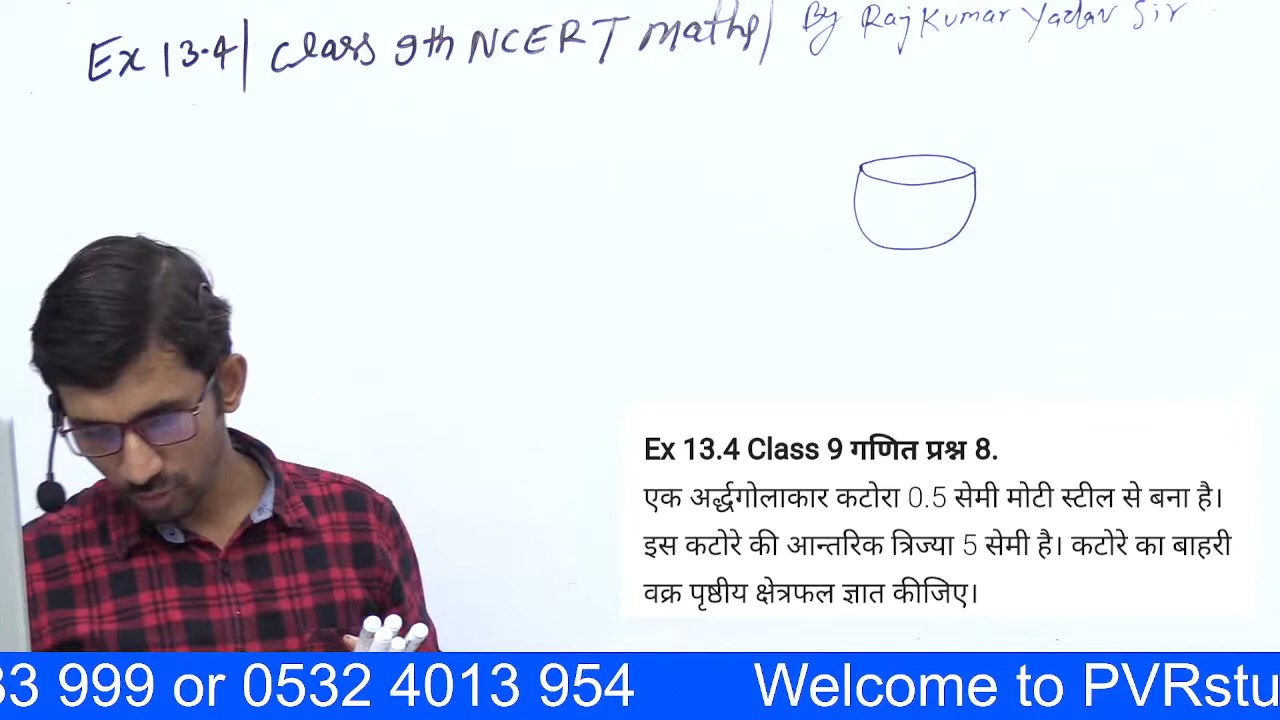 Ex 13.4| Class 9th NCERT Maths| By Raj Kumar Yadav Sir
Ex 13.4 Class 9 गणित प्रश्न 8.
एक अर्द्धगोलाकार कटोरा 0.5 सेमी मोटी स्टील से बना है।
इस कटोरे की आन्तरिक त्रिज्या 5 सेमी है। कटोरे का बाहरी
वक्र पृष्ठीय क्षेत्रफल ज्ञात कीजिए।
33 999 or 0532 4013 954 Welcome to PVRstu